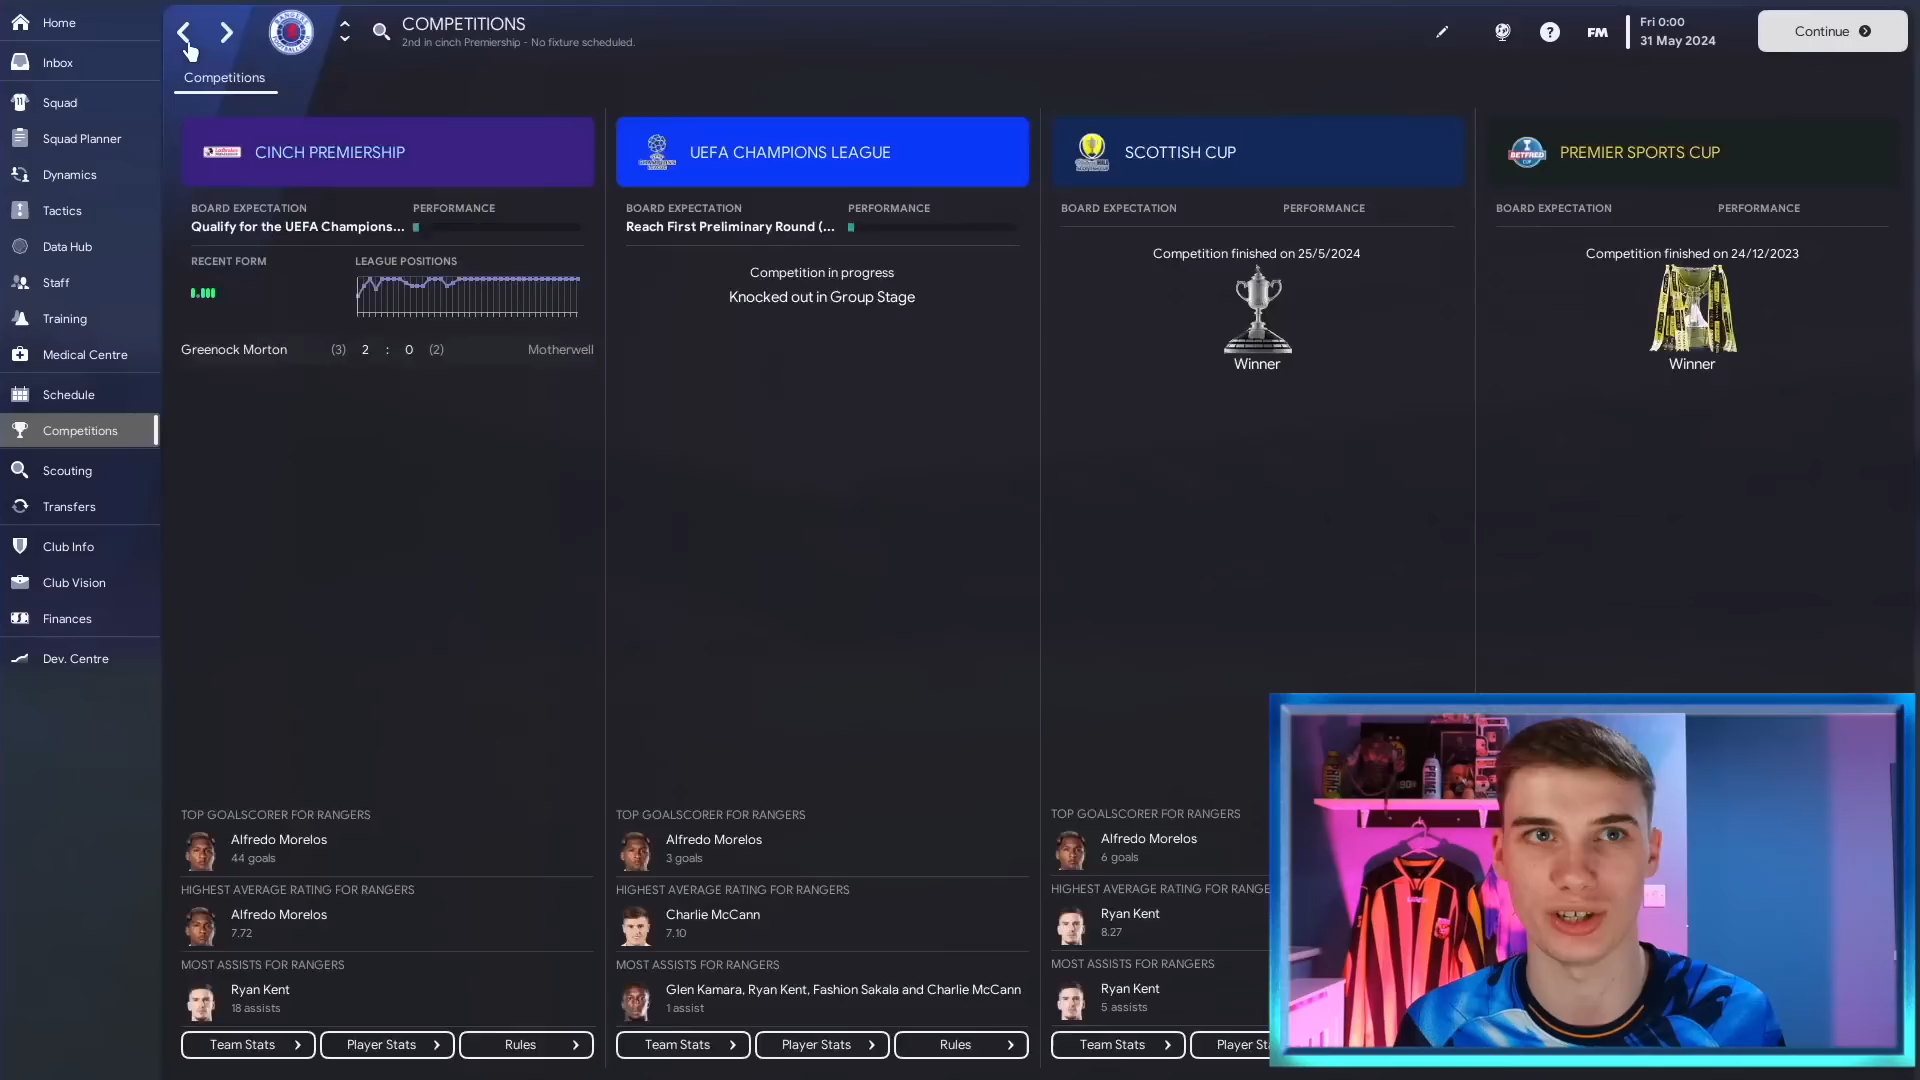 Home
Inbox
Squad
Squad Planner
Dynamics
Tactics
Data Hub
Staff
Training
Medical Centre
Schedule
Competitions
Scouting
Transfers
Club Info
Club Vision
Finances
Dev. Centre
COMPETITIONS
2nd in cinch Premiership - No fixture scheduled.
FM
Fri 0:00
31 May 2024
Continue
Competitions
CINCH PREMIERSHIP
BOARD EXPECTATION PERFORMANCE
Qualify for the UEFA Champions...
RECENT FORM LEAGUE POSITIONS
Greenock Morton (3) 2 : 0 (2) Motherwell
TOP GOALSCORER FOR RANGERS
Alfredo Morelos
44 goals
HIGHEST AVERAGE RATING FOR RANGERS
Alfredo Morelos
7.72
MOST ASSISTS FOR RANGERS
Ryan Kent
18 assists
Team Stats Player Stats Rules
UEFA CHAMPIONS LEAGUE
BOARD EXPECTATION PERFORMANCE
Reach First Preliminary Round (...
Competition in progress
Knocked out in Group Stage
TOP GOALSCORER FOR RANGERS
Alfredo Morelos
3 goals
HIGHEST AVERAGE RATING FOR RANGERS
Charlie McCann
7.10
MOST ASSISTS FOR RANGERS
Glen Kamara, Ryan Kent, Fashion Sakala and Charlie McCann
1 assist
Team Stats Player Stats Rules
SCOTTISH CUP
BOARD EXPECTATION PERFORMANCE
Competition finished on 25/5/2024
Winner
TOP GOALSCORER FOR RANGERS
Alfredo Morelos
6 goals
HIGHEST AVERAGE RATING FOR RANGE
Ryan Kent
8.27
MOST ASSISTS FOR RANGERS
Ryan Kent
5 assists
Team Stats Player Sta
PREMIER SPORTS CUP
BOARD EXPECTATION PERFORMANCE
Competition finished on 24/12/2023
Winner